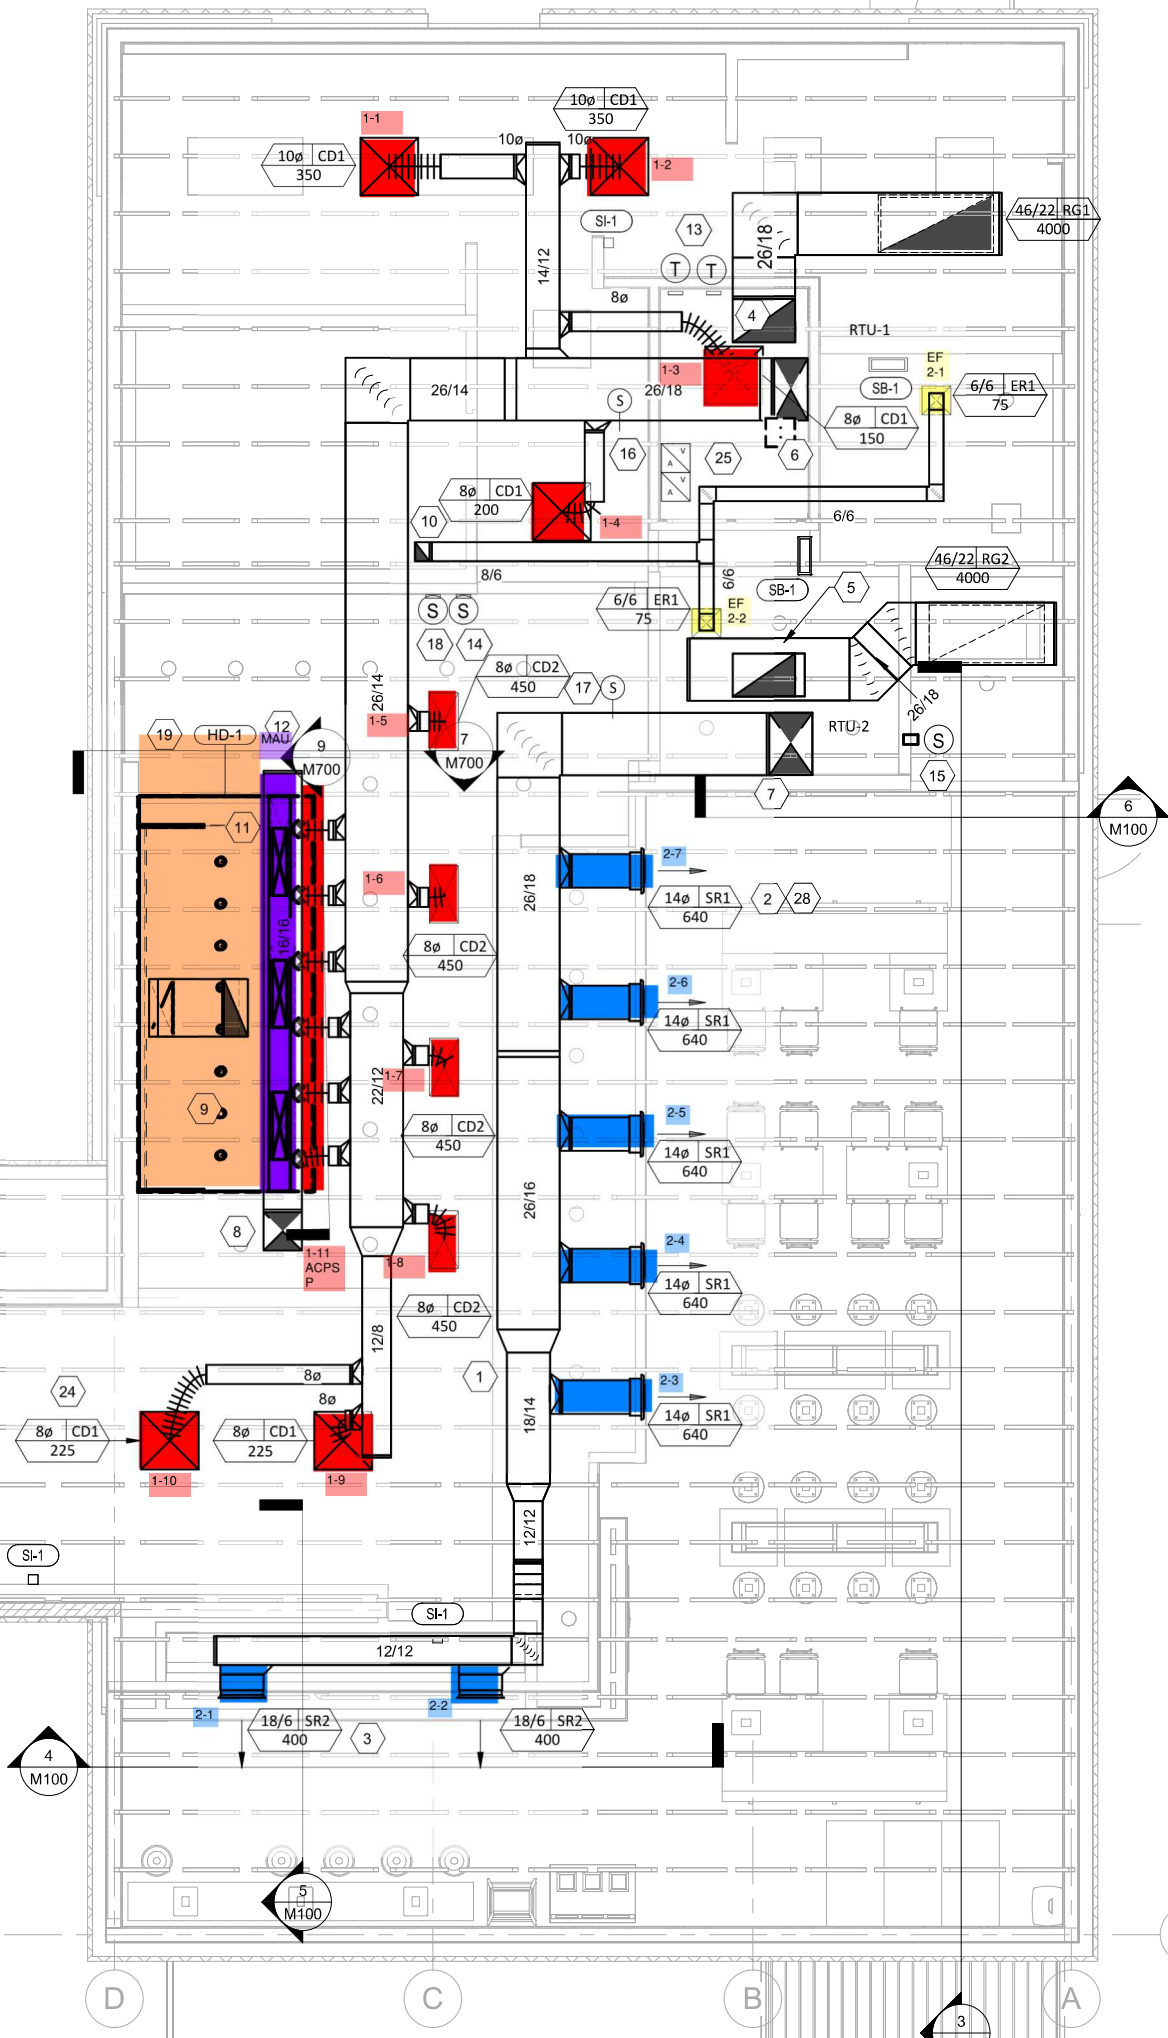 1-1
10ø CD1
350
10ø
10ø
10ø CD1
350
1-2
SI-1
13
T
T
26/18
46/22 RG1
4000
14/12
8ø
4
RTU-1
1-3
26/14
26/18
S
SB-1
EF
2-1
6/6 ER1
75
8ø CD1
150
16
25
6
V
A
V
A
8ø CD1
200
1-4
10
6/6
8/6
6/6
46/22 RG2
4000
SB-1
5
6/6 ER1
75
EF
2-2
S
S
18
14
8ø CD2
450
17
S
26/14
26/18
1-5
19
HD-1
12
MAU
9
M700
7
M700
RTU-2
S
15
7
6
M100
11
16/16
1-6
26/18
2-7
14ø SR1
640
2
28
8ø CD2
450
2-6
14ø SR1
640
22/12
1-7
9
8ø CD2
450
2-5
14ø SR1
640
26/16
8
1-11
ACPS
P
1-8
2-4
14ø SR1
640
8ø CD2
450
12/8
1
8ø
8ø
24
2-3
14ø SR1
640
18/14
8ø CD1
225
8ø CD1
225
1-10
1-9
12/12
SI-1
SI-1
12/12
2-1
2-2
18/6 SR2
400
3
18/6 SR2
400
4
M100
5
M100
D
C
B
A
3